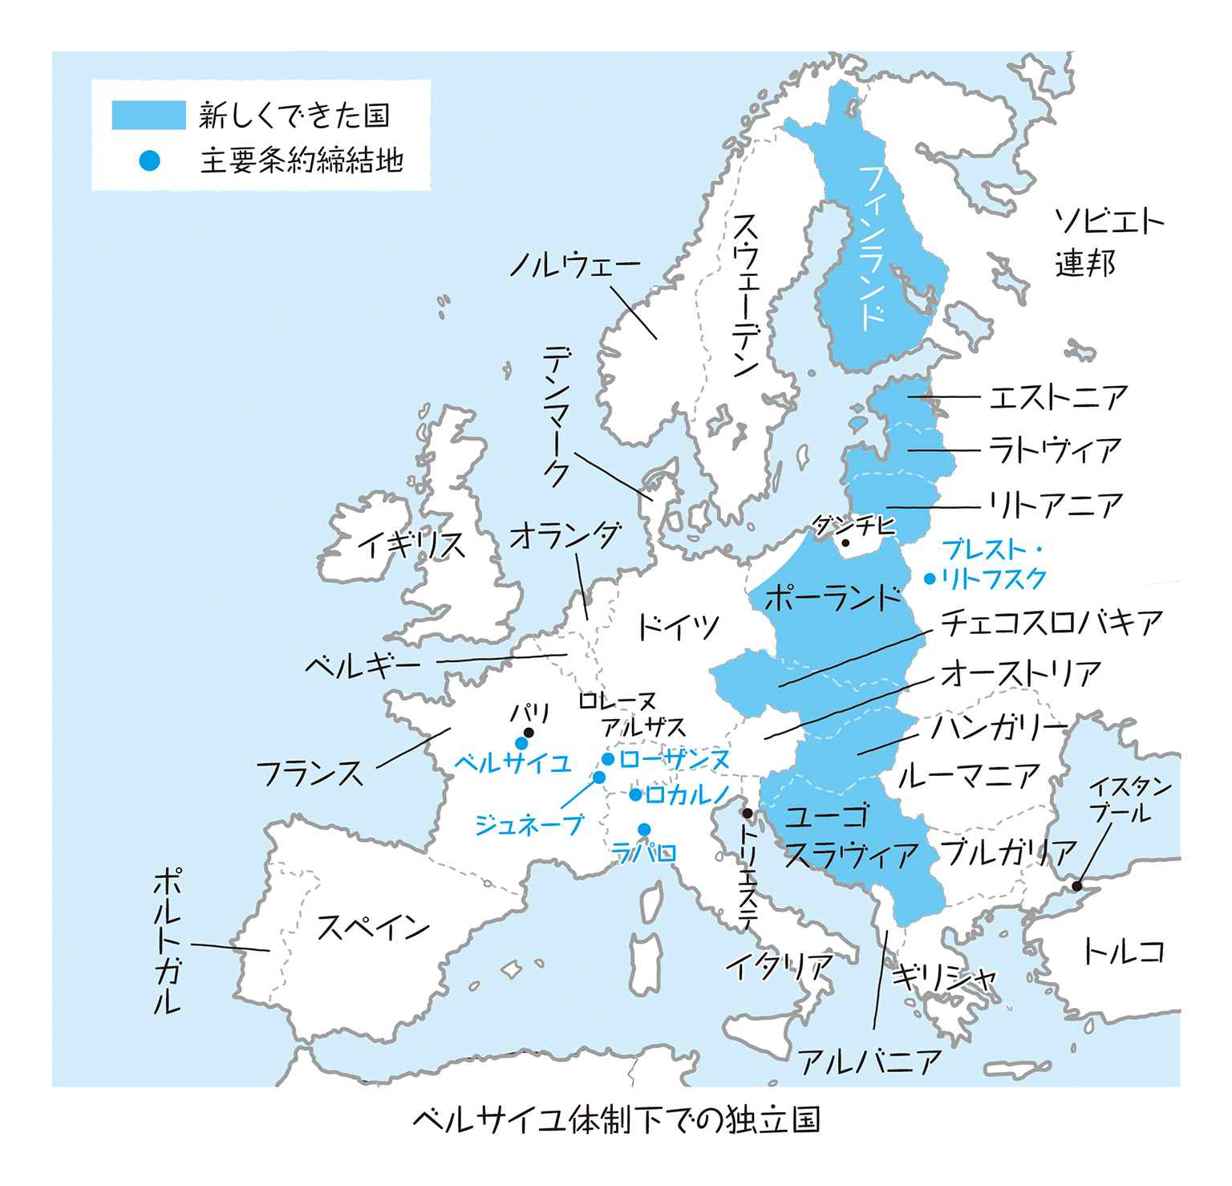 新しくできた国
主要条約締結地
フィンランド
ソビエト
連邦
スウェーデン
ノルウェー
デンマーク
エストニア
ラトヴィア
リトアニア
ダンチヒ
イギリス
オランダ
ブレスト・
リトフスク
ポーランド
ドイツ
チェコスロバキア
ベルギー
オーストリア
ロレーヌ
アルザス
パリ
ハンガリー
ベルサイユ
ローザンヌ
フランス
ルーマニア
イスタン
ブール
ロカルノ
ジュネーブ
ユーゴ
スラヴィア
ラパロ
ブルガリア
トリエステ
ポルトガル
スペイン
トルコ
イタリア
ギリシャ
アルバニア
ベルサイユ体制下での独立国